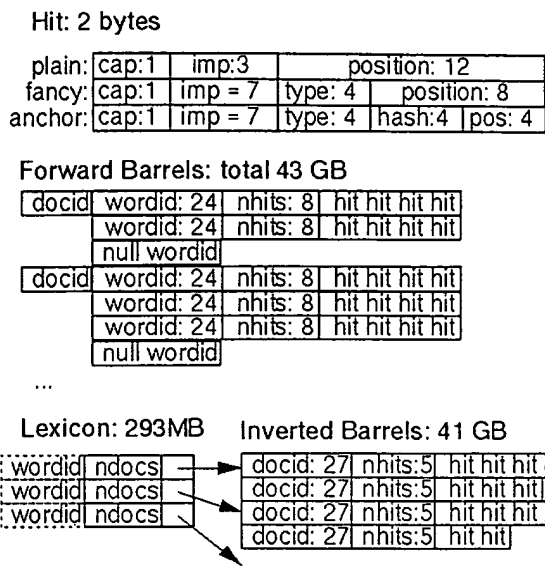 Hit: 2 bytes
plain: cap:1 imp:3 position: 12
fancy: cap:1 imp = 7 type: 4 position: 8
anchor: cap:1 imp = 7 type: 4 hash:4 pos: 4
Forward Barrels: total 43 GB
docid wordid: 24 nhits: 8 hit hit hit hit
wordid: 24 nhits: 8 hit hit hit hit
null wordid
docid wordid: 24 nhits: 8 hit hit hit hit
wordid: 24 nhits: 8 hit hit hit hit
wordid: 24 nhits: 8 hit hit hit hit
null wordid
...
Lexicon: 293MB Inverted Barrels: 41 GB
wordid ndocs docid: 27 nhits:5 hit hit hit
wordid ndocs docid: 27 nhits:5 hit hit hit
wordid ndocs docid: 27 nhits:5 hit hit hit
docid: 27 nhits:5 hit hit